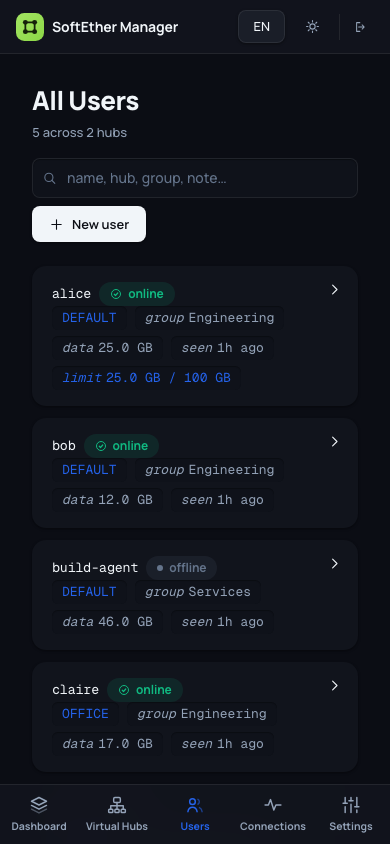 SoftEther Manager EN
All Users
5 across 2 hubs
name, hub, group, note...
+ New user
alice online
DEFAULT group Engineering
data 25.0 GB seen 1h ago
limit 25.0 GB / 100 GB
bob online
DEFAULT group Engineering
data 12.0 GB seen 1h ago
build-agent offline
DEFAULT group Services
data 46.0 GB seen 1h ago
claire online
OFFICE group Engineering
data 17.0 GB seen 1h ago
Dashboard Virtual Hubs Users Connections Settings